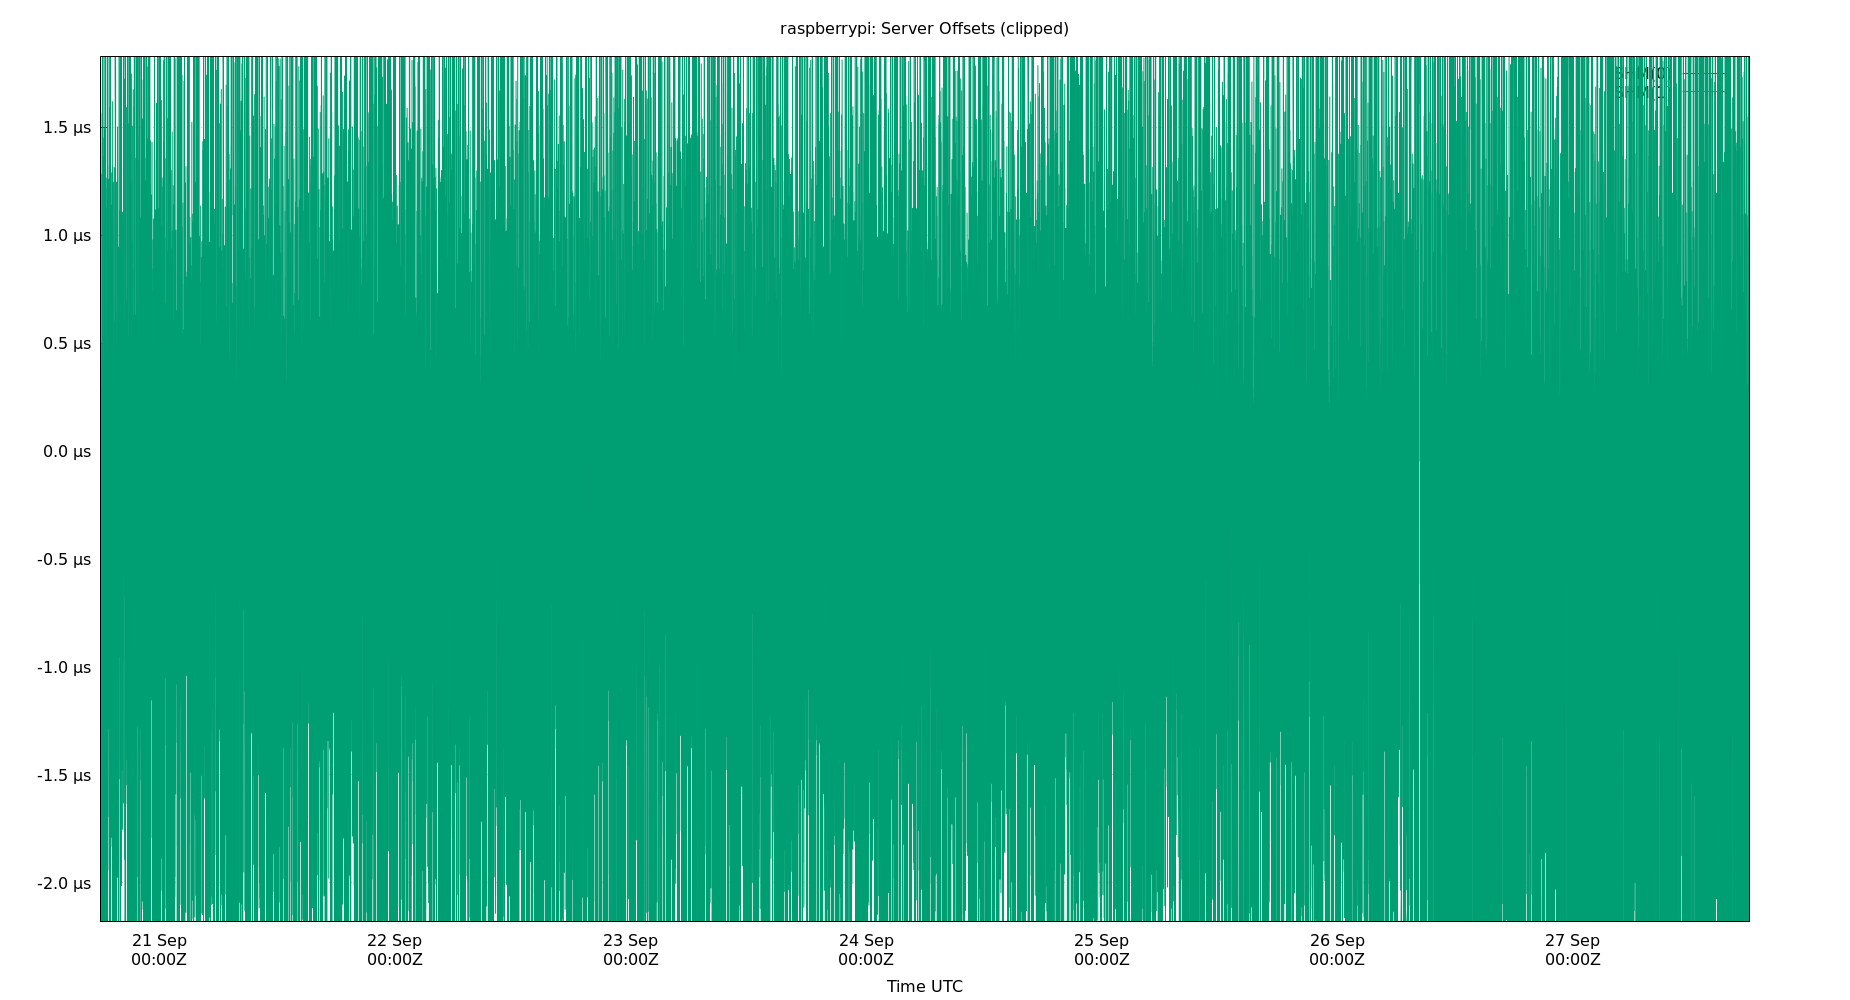 raspberrypi: Server Offsets (clipped)
1.5 µs
1.0 µs
0.5 µs
0.0 µs
-0.5 µs
-1.0 µs
-1.5 µs
-2.0 µs
21 Sep
00:00Z
22 Sep
00:00Z
23 Sep
00:00Z
24 Sep
00:00Z
25 Sep
00:00Z
26 Sep
00:00Z
27 Sep
00:00Z
Time UTC